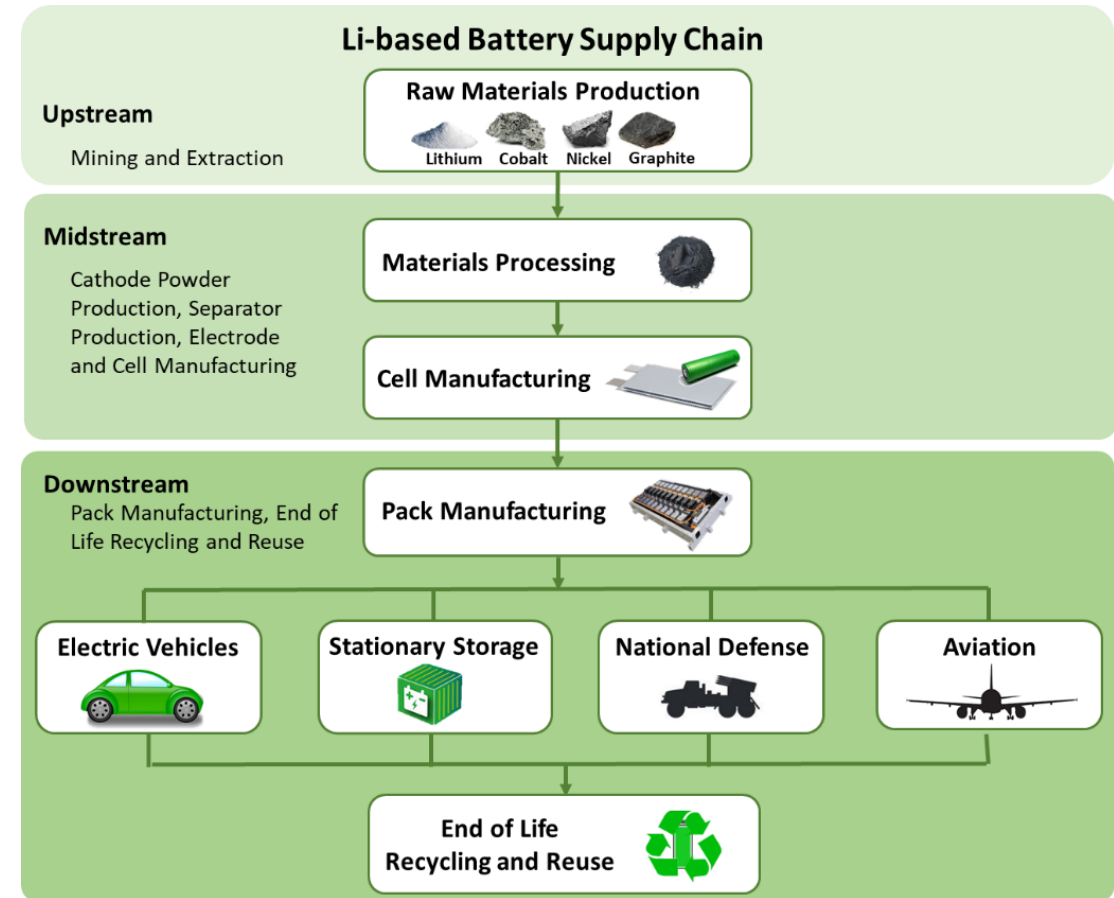 Li-based Battery Supply Chain
Raw Materials Production
Lithium Cobalt Nickel Graphite
Upstream
Mining and Extraction
Midstream
Cathode Powder
Production, Separator
Production, Electrode
and Cell Manufacturing
Materials Processing
Cell Manufacturing
Downstream
Pack Manufacturing, End of
Life Recycling and Reuse
Pack Manufacturing
Electric Vehicles
Stationary Storage
National Defense
Aviation
End of Life
Recycling and Reuse